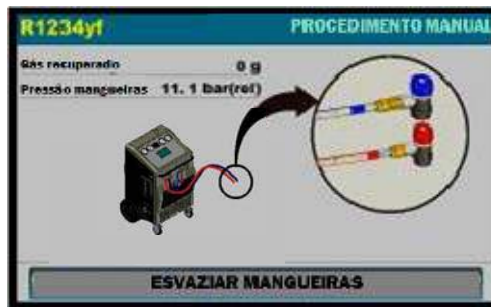 R1234yf PROCEDIMENTO MANUAL
Gás recuperado 0 g
Pressão mangueiras 11. 1 bar(rel)
ESVAZIAR MANGUEIRAS